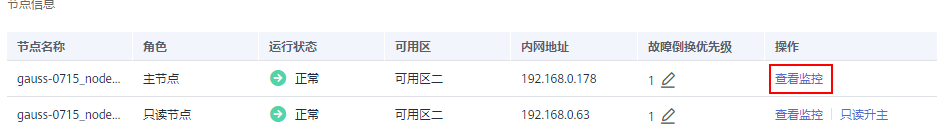 节点信息
节点名称 角色 运行状态 可用区 内网地址 故障倒换优先级 操作
gauss-0715_node... 主节点 正常 可用区二 192.168.0.178 1 查看监控
gauss-0715_node... 只读节点 正常 可用区二 192.168.0.63 1 查看监控 只读升主